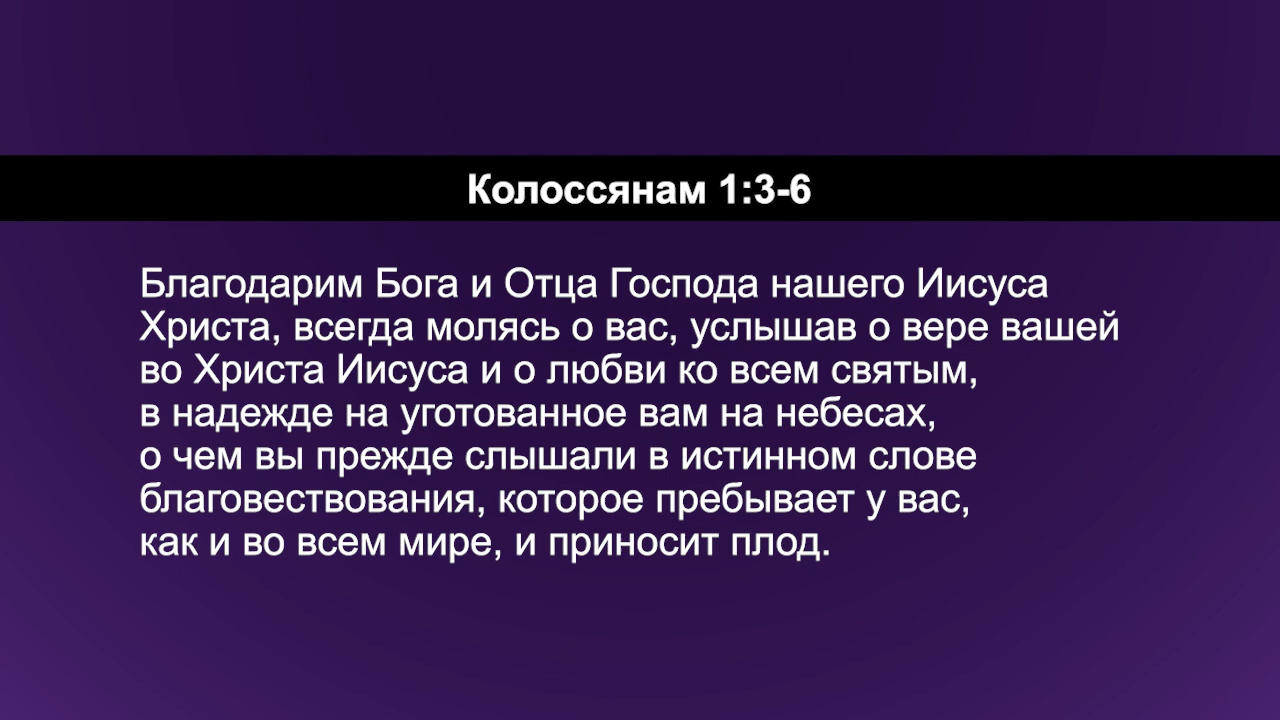 Колоссянам 1:3-6
Благодарим Бога и Отца Господа нашего Иисуса
Христа, всегда молясь о вас, услышав о вере вашей
во Христа Иисуса и о любви ко всем святым,
в надежде на уготованное вам на небесах,
о чем вы прежде слышали в истинном слове
благовествования, которое пребывает у вас,
как и во всем мире, и приносит плод.